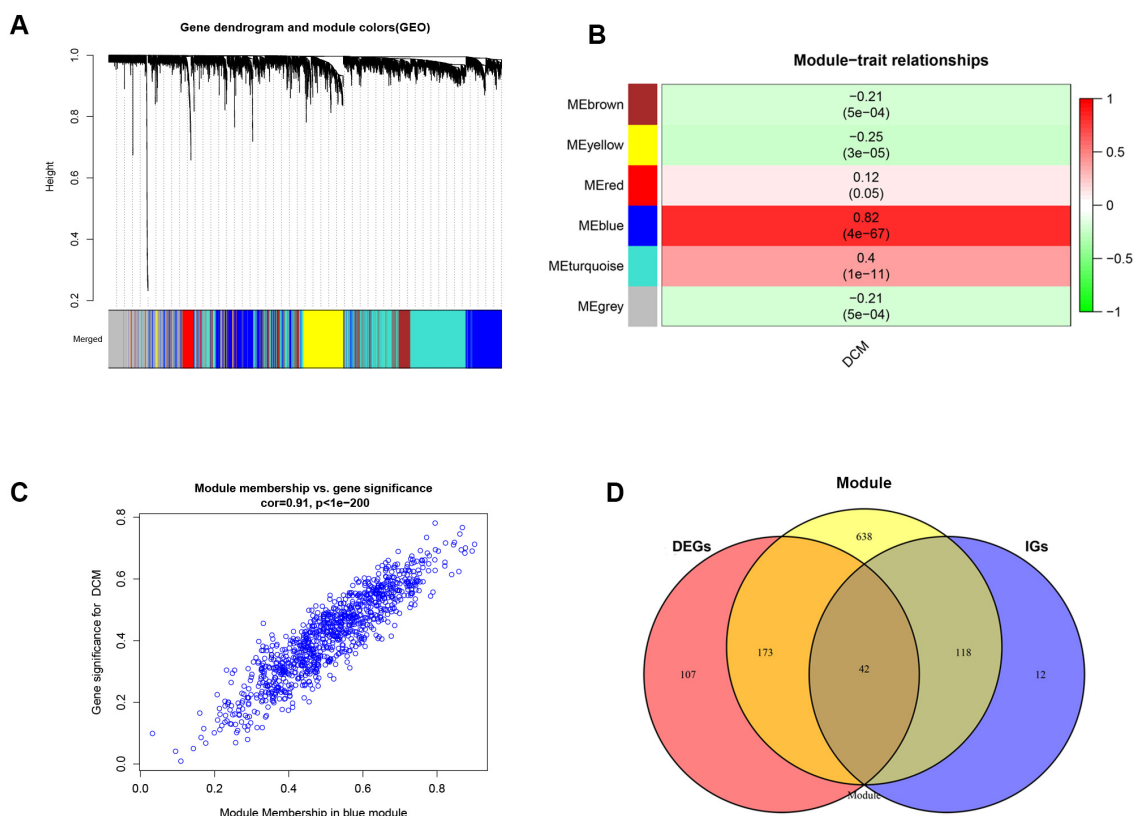 A
Gene dendrogram and module colors(GEO)
Height
1.0
0.8
0.6
0.4
0.2
Merged
B
Module−trait relationships
MEbrown
−0.21
(5e−04)
MEyellow
−0.25
(3e−05)
MEred
0.12
(0.05)
MEblue
0.82
(4e−67)
MEturquoise
0.4
(1e−11)
MEgrey
−0.21
(5e−04)
DCM
1
0.5
0
−0.5
−1
C
Module membership vs. gene significance
cor=0.91, p<1e−200
Gene significance for DCM
0.8
0.6
0.4
0.2
0.0
0.0 0.2 0.4 0.6 0.8
Module Membership in blue module
D
Module
DEGs
IGs
638
173
118
107
42
12
Module